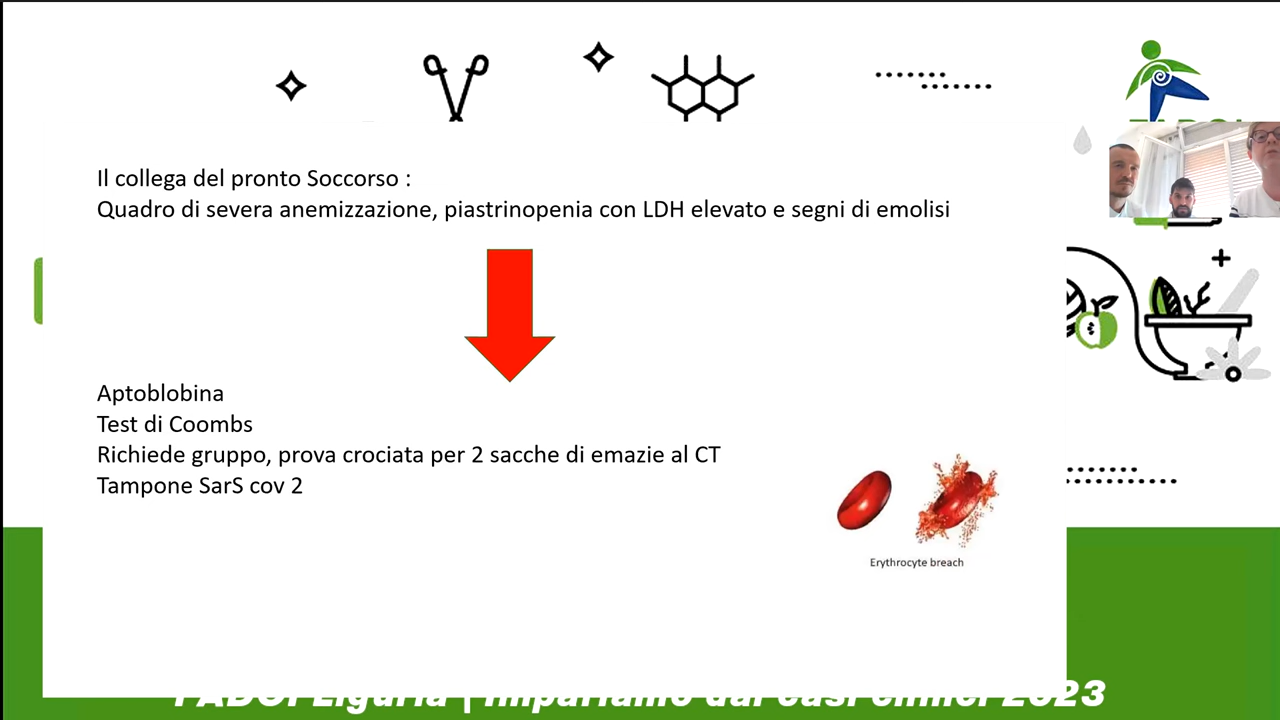 Il collega del pronto Soccorso :
Quadro di severa anemizzazione, piastrinopenia con LDH elevato e segni di emolisi
Aptoblobina
Test di Coombs
Richiede gruppo, prova crociata per 2 sacche di emazie al CT
Tampone SarS cov 2
Erythrocyte breach
FADOI Liguria | Impariamo dai casi clinici 2023